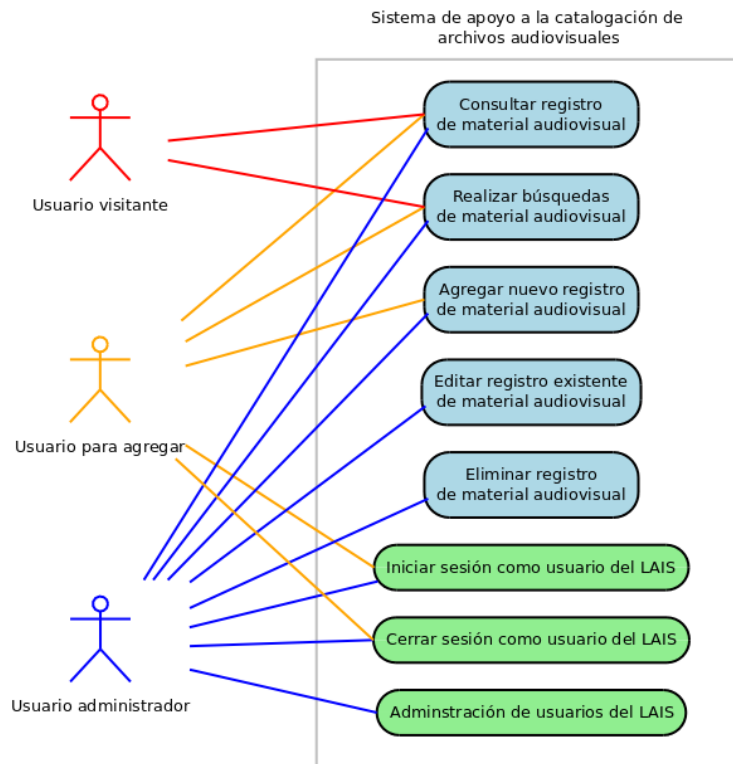 Sistema de apoyo a la catalogación de
archivos audiovisuales
Consultar registro
de material audiovisual
Usuario visitante
Realizar búsquedas
de material audiovisual
Agregar nuevo registro
de material audiovisual
Editar registro existente
de material audiovisual
Usuario para agregar
Eliminar registro
de material audiovisual
Iniciar sesión como usuario del LAIS
Cerrar sesión como usuario del LAIS
Usuario administrador
Adminstración de usuarios del LAIS